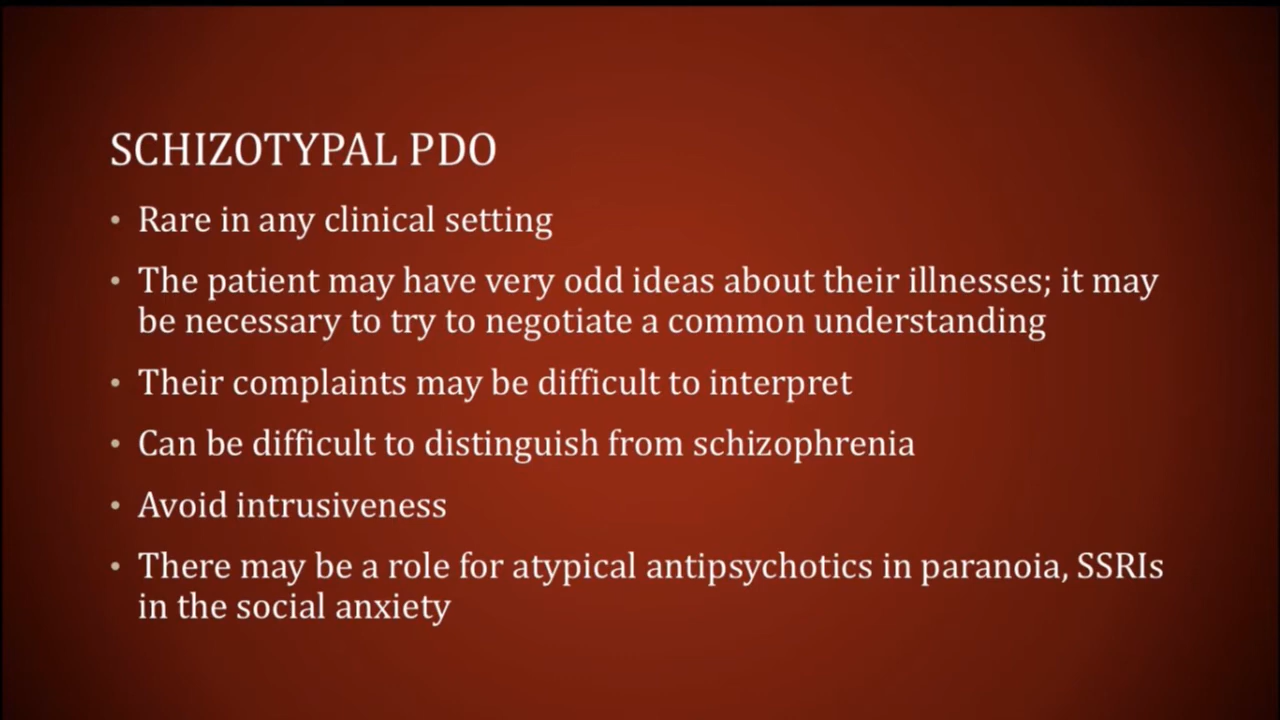 SCHIZOTYPAL PDO
• Rare in any clinical setting
• The patient may have very odd ideas about their illnesses; it may
be necessary to try to negotiate a common understanding
• Their complaints may be difficult to interpret
• Can be difficult to distinguish from schizophrenia
• Avoid intrusiveness
• There may be a role for atypical antipsychotics in paranoia, SSRIs
in the social anxiety